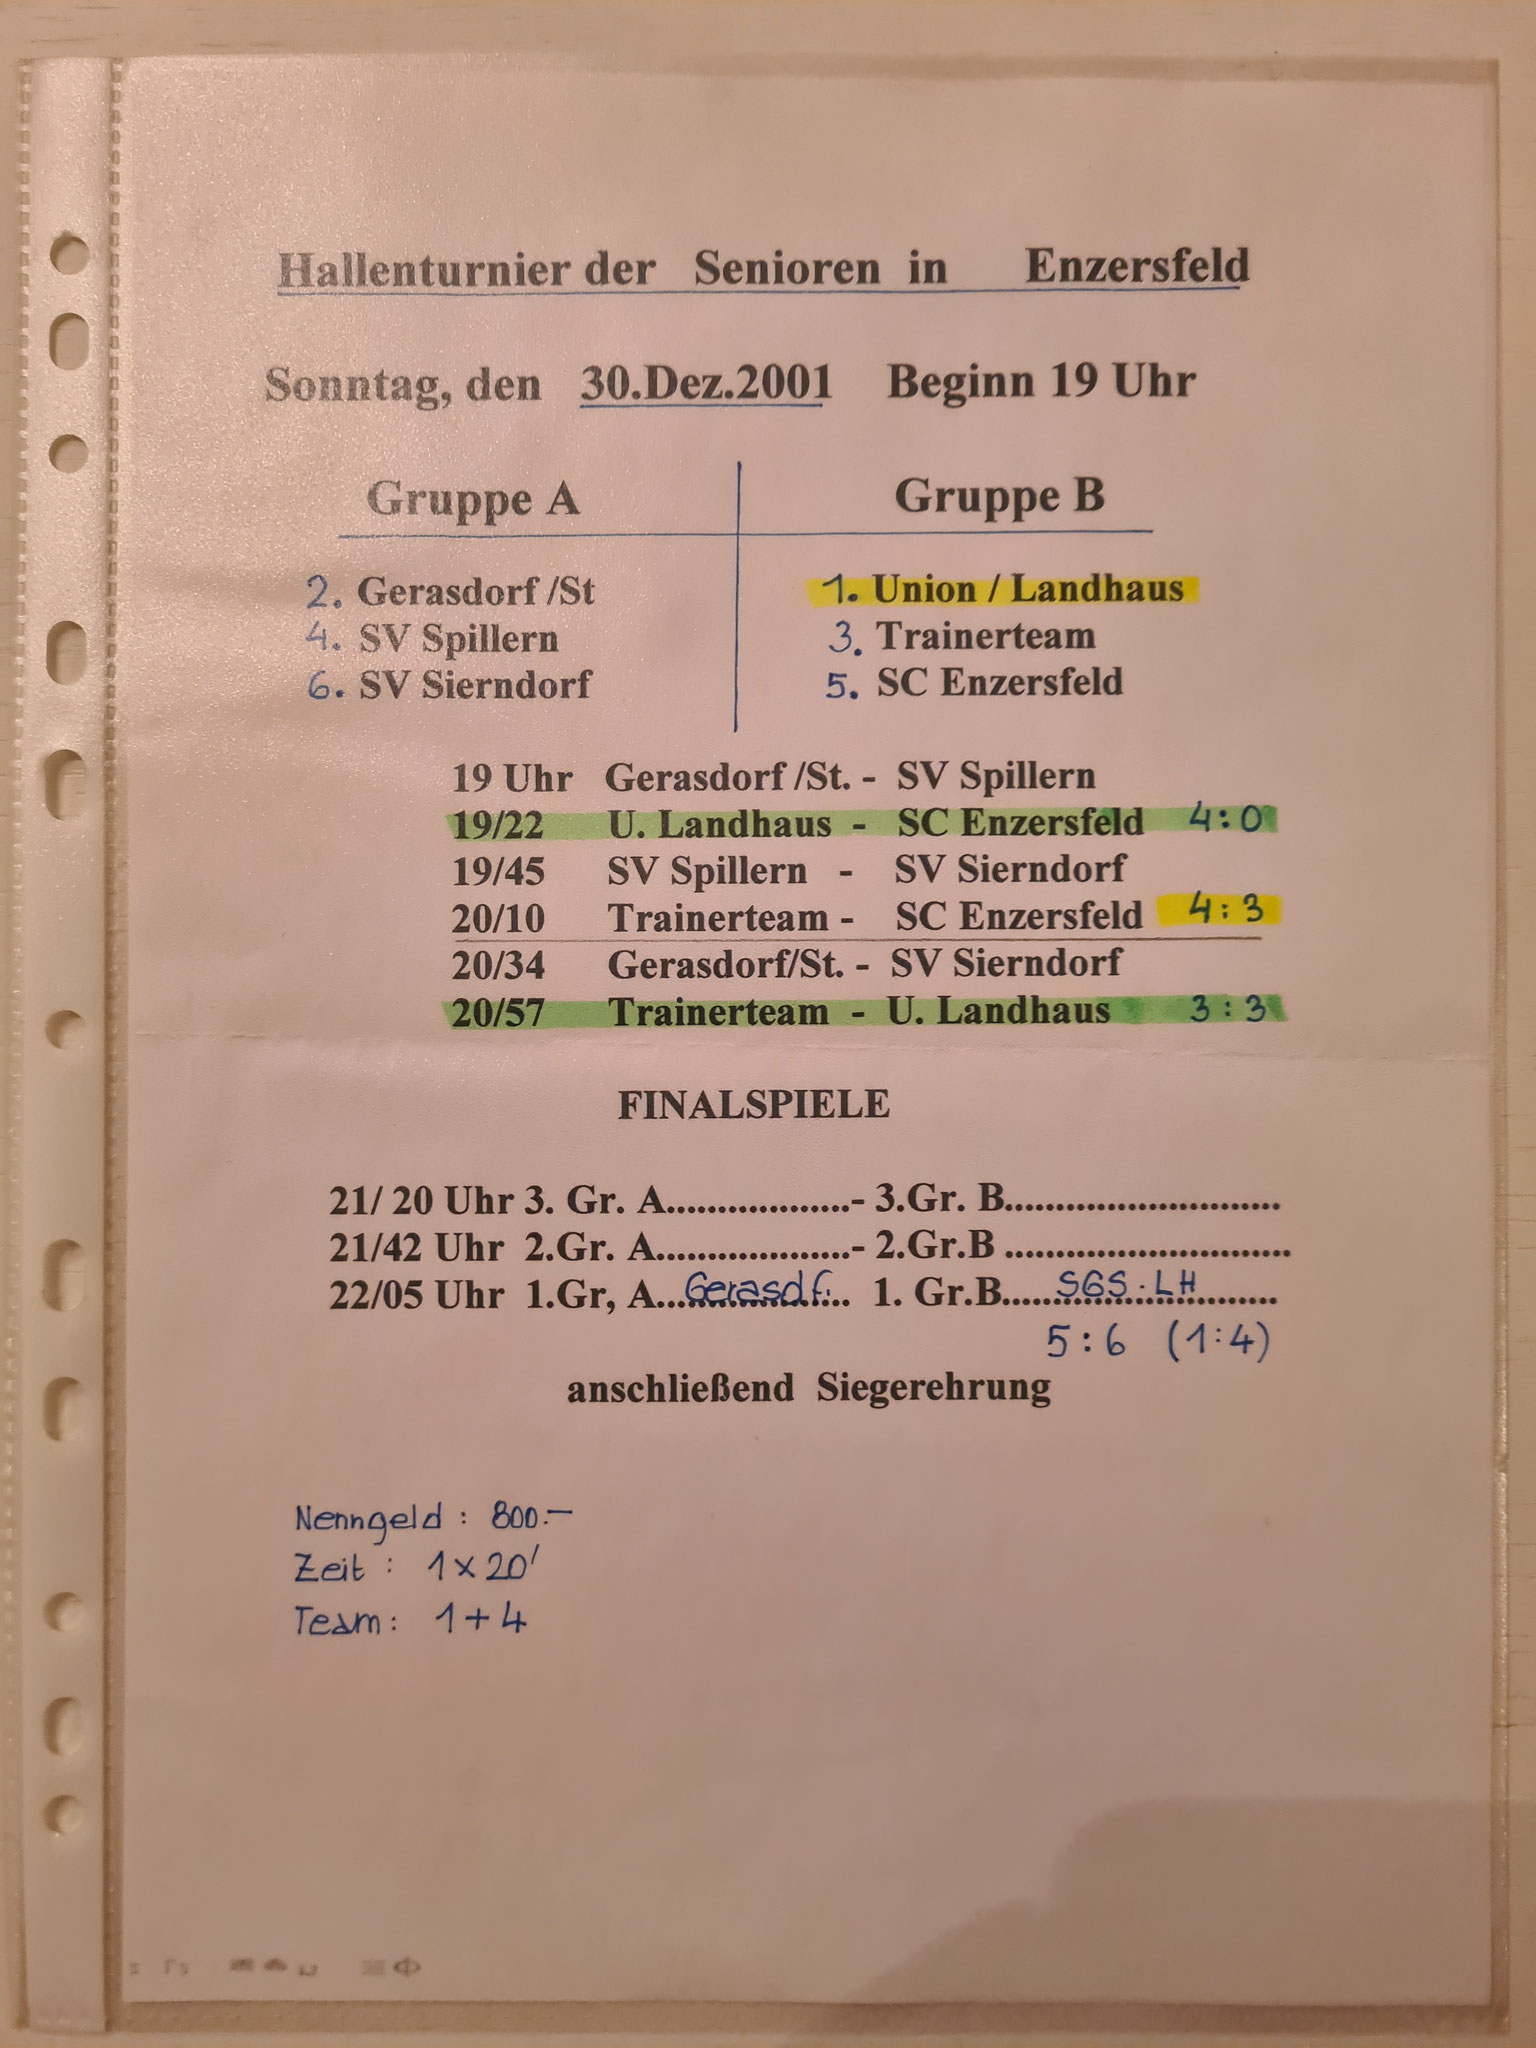 Hallenturnier der Senioren in Enzersfeld
Sonntag, den 30.Dez.2001 Beginn 19 Uhr
Gruppe A Gruppe B
2. Gerasdorf /St 1. Union / Landhaus
4. SV Spillern 3. Trainerteam
6. SV Sierndorf 5. SC Enzersfeld
19 Uhr Gerasdorf /St. - SV Spillern
19/22 U. Landhaus - SC Enzersfeld 4:0
19/45 SV Spillern - SV Sierndorf
20/10 Trainerteam - SC Enzersfeld 4:3
20/34 Gerasdorf/St. - SV Sierndorf
20/57 Trainerteam - U. Landhaus 3:3
FINALSPIELE
21/ 20 Uhr 3. Gr. A..................- 3.Gr. B...........................
21/42 Uhr 2.Gr. A...................- 2.Gr.B ............................
22/05 Uhr 1.Gr, A...Gerasdf... 1. Gr.B......SGS.LH........
5:6 (1:4)
anschließend Siegerehrung
Nenngeld : 800.-
Zeit : 1x20'
Team: 1+4